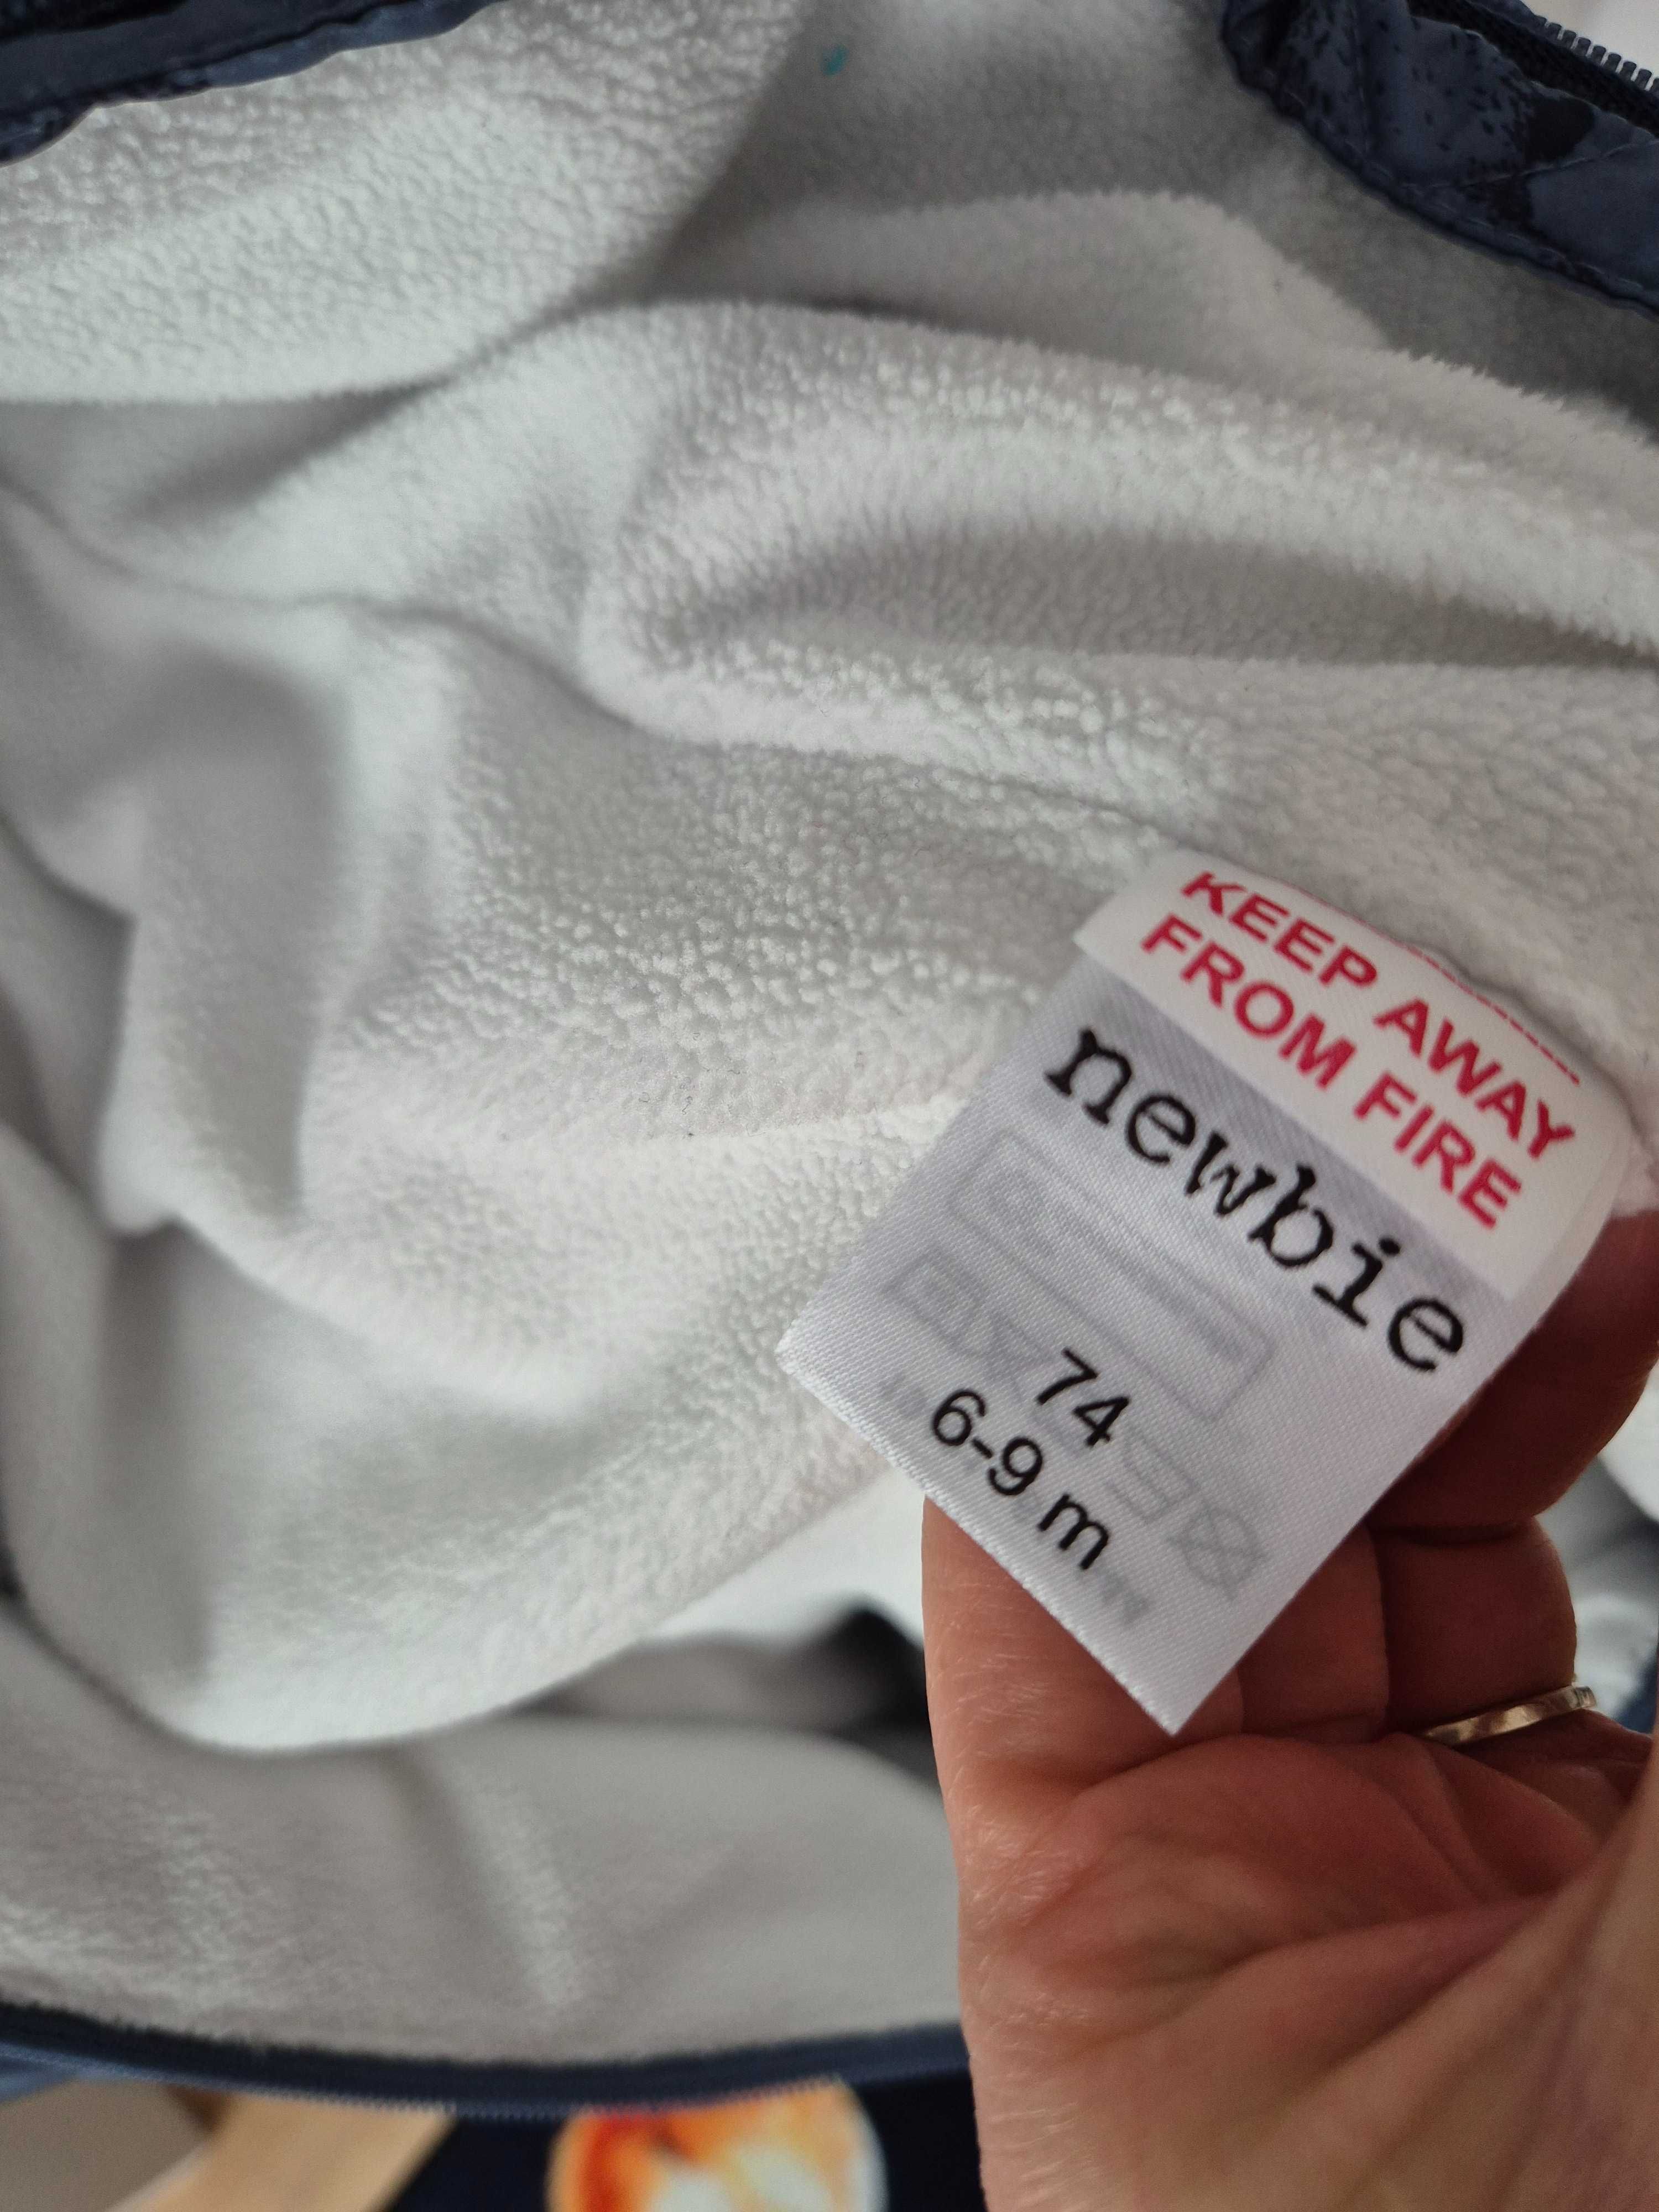 KEEP AWAY
FROM FIRE
newbie
74
6-9 m